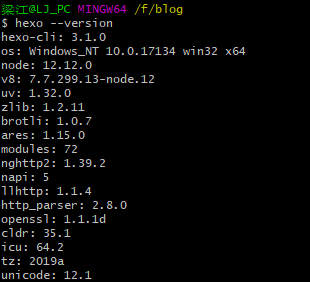 梁江@LJ_PC MINGW64 /f/blog
$ hexo --version
hexo-cli: 3.1.0
os: Windows_NT 10.0.17134 win32 x64
node: 12.12.0
v8: 7.7.299.13-node.12
uv: 1.32.0
zlib: 1.2.11
brotli: 1.0.7
ares: 1.15.0
modules: 72
nghttp2: 1.39.2
napi: 5
llhttp: 1.1.4
http_parser: 2.8.0
openssl: 1.1.1d
cldr: 35.1
icu: 64.2
tz: 2019a
unicode: 12.1